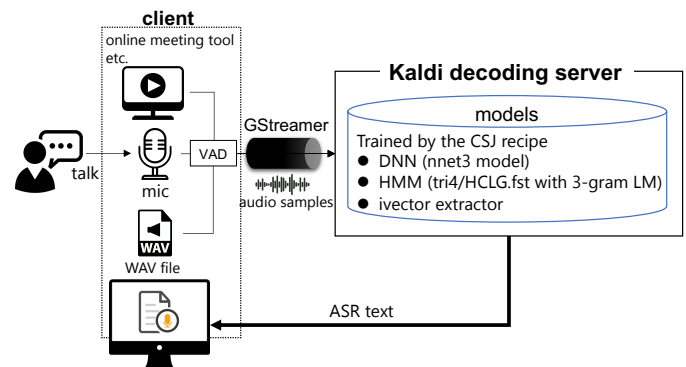 client
online meeting tool
etc.
talk
mic
VAD
WAV
WAV file
GStreamer
audio samples
Kaldi decoding server
models
Trained by the CSJ recipe
● DNN (nnet3 model)
● HMM (tri4/HCLG.fst with 3-gram LM)
● ivector extractor
ASR text